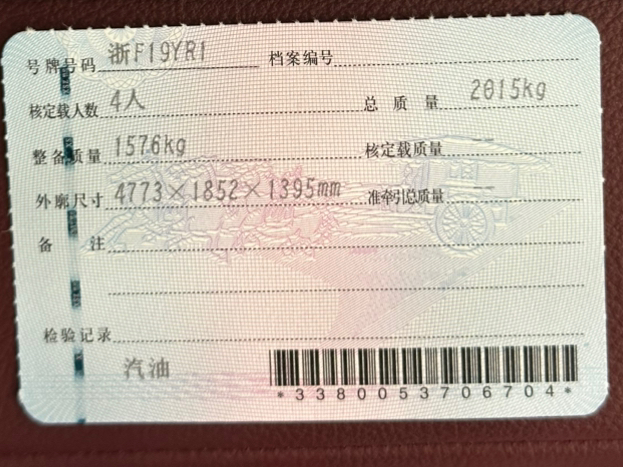 号牌号码 浙F19YR1 档案编号
核定载人数 4人 总质量 2015kg
整备质量 1576kg 核定载质量 --
外廓尺寸 4773×1852×1395mm 准牵引总质量 --
备注
检验记录
汽油
*3380053706704*